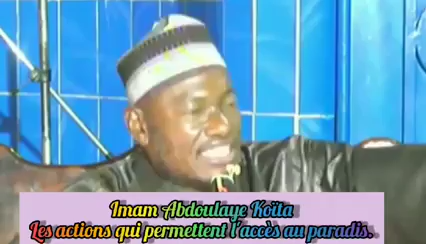 Imam Abdoulaye Koïta
Les actions qui permettent l'accès au paradis.